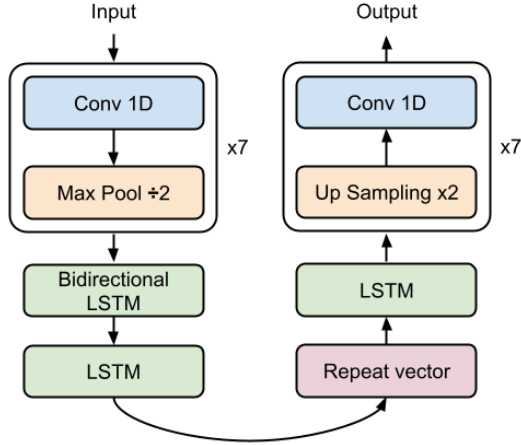 Input
Conv 1D
Max Pool ÷2
x7
Bidirectional
LSTM
LSTM
Output
Conv 1D
Up Sampling x2
x7
LSTM
Repeat vector